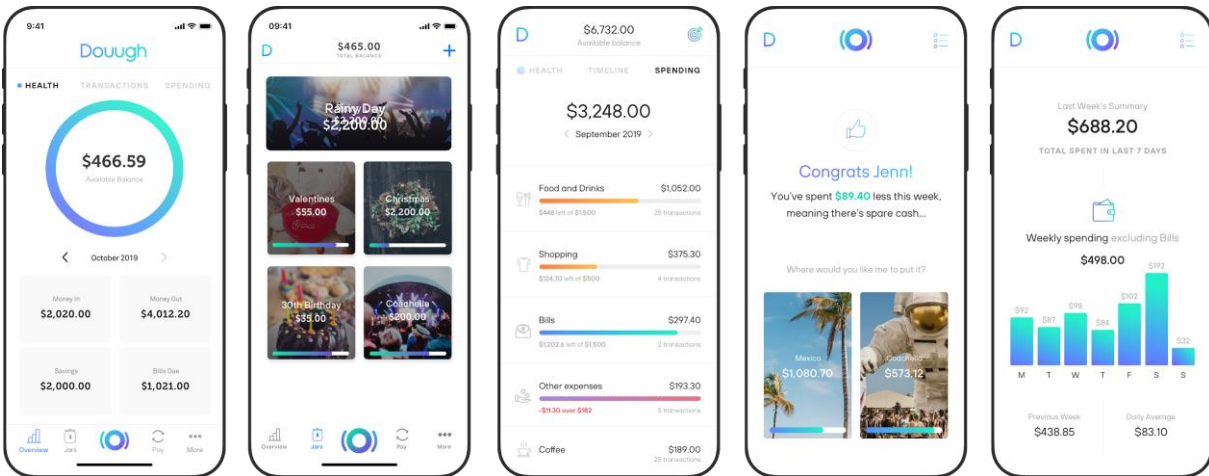 9:41
Douugh
HEALTH TRANSACTIONS SPENDING
$466.59
Available Balance
October 2019
Money In
$2,020.00
Money Out
$4,012.20
Savings
$2,000.00
Bills Due
$1,021.00
Overview Jars Pay More
09:41
D
$465.00
TOTAL BALANCE
Rainy Day
$2,200.00
Valentines
$55.00
Christmas
$2,200.00
30th Birthday
$35.00
Coachella
$200.00
Overview Jars Pay More
D
$6,732.00
Available balance
HEALTH TIMELINE SPENDING
$3,248.00
September 2019
Food and Drinks $1,052.00
$448 left of $1,500 25 transactions
Shopping $375.30
$124.70 left of $500 4 transactions
Bills $297.40
$1,202.6 left of $1,500 2 transactions
Other expenses $193.30
-$11.30 over $182 5 transactions
Coffee $189.00
25 transactions
D
Congrats Jenn!
You've spent $89.40 less this week,
meaning there's spare cash...
Where would you like me to put it?
Mexico
$1,080.70
Coachella
$573.12
D
Last Week's Summary
$688.20
TOTAL SPENT IN LAST 7 DAYS
Weekly spending excluding Bills
$498.00
$92 $87 $98 $84 $102 $192 $32
M T W T F S S
Previous Week
$438.85
Daily Average
$83.10